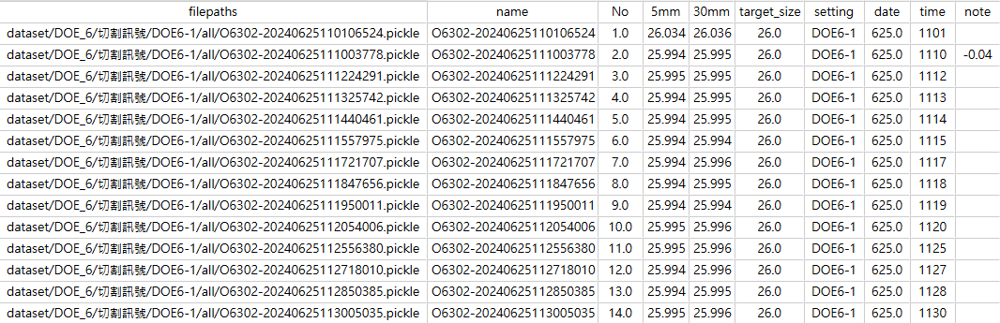 filepaths name No 5mm 30mm target_size setting date time note
dataset/DOE_6/切割訊號/DOE6-1/all/O6302-20240625110106524.pickle O6302-20240625110106524 1.0 26.034 26.036 26.0 DOE6-1 625.0 1101
dataset/DOE_6/切割訊號/DOE6-1/all/O6302-20240625111003778.pickle O6302-20240625111003778 2.0 25.994 25.995 26.0 DOE6-1 625.0 1110 -0.04
dataset/DOE_6/切割訊號/DOE6-1/all/O6302-20240625111224291.pickle O6302-20240625111224291 3.0 25.995 25.995 26.0 DOE6-1 625.0 1112
dataset/DOE_6/切割訊號/DOE6-1/all/O6302-20240625111325742.pickle O6302-20240625111325742 4.0 25.994 25.995 26.0 DOE6-1 625.0 1113
dataset/DOE_6/切割訊號/DOE6-1/all/O6302-20240625111440461.pickle O6302-20240625111440461 5.0 25.994 25.995 26.0 DOE6-1 625.0 1114
dataset/DOE_6/切割訊號/DOE6-1/all/O6302-20240625111557975.pickle O6302-20240625111557975 6.0 25.994 25.994 26.0 DOE6-1 625.0 1115
dataset/DOE_6/切割訊號/DOE6-1/all/O6302-20240625111721707.pickle O6302-20240625111721707 7.0 25.994 25.996 26.0 DOE6-1 625.0 1117
dataset/DOE_6/切割訊號/DOE6-1/all/O6302-20240625111847656.pickle O6302-20240625111847656 8.0 25.994 25.995 26.0 DOE6-1 625.0 1118
dataset/DOE_6/切割訊號/DOE6-1/all/O6302-20240625111950011.pickle O6302-20240625111950011 9.0 25.995 25.994 26.0 DOE6-1 625.0 1119
dataset/DOE_6/切割訊號/DOE6-1/all/O6302-20240625112054006.pickle O6302-20240625112054006 10.0 25.995 25.996 26.0 DOE6-1 625.0 1120
dataset/DOE_6/切割訊號/DOE6-1/all/O6302-20240625112556380.pickle O6302-20240625112556380 11.0 25.995 25.996 26.0 DOE6-1 625.0 1125
dataset/DOE_6/切割訊號/DOE6-1/all/O6302-20240625112718010.pickle O6302-20240625112718010 12.0 25.994 25.996 26.0 DOE6-1 625.0 1127
dataset/DOE_6/切割訊號/DOE6-1/all/O6302-20240625112850385.pickle O6302-20240625112850385 13.0 25.994 25.995 26.0 DOE6-1 625.0 1128
dataset/DOE_6/切割訊號/DOE6-1/all/O6302-20240625113005035.pickle O6302-20240625113005035 14.0 25.995 25.996 26.0 DOE6-1 625.0 1130